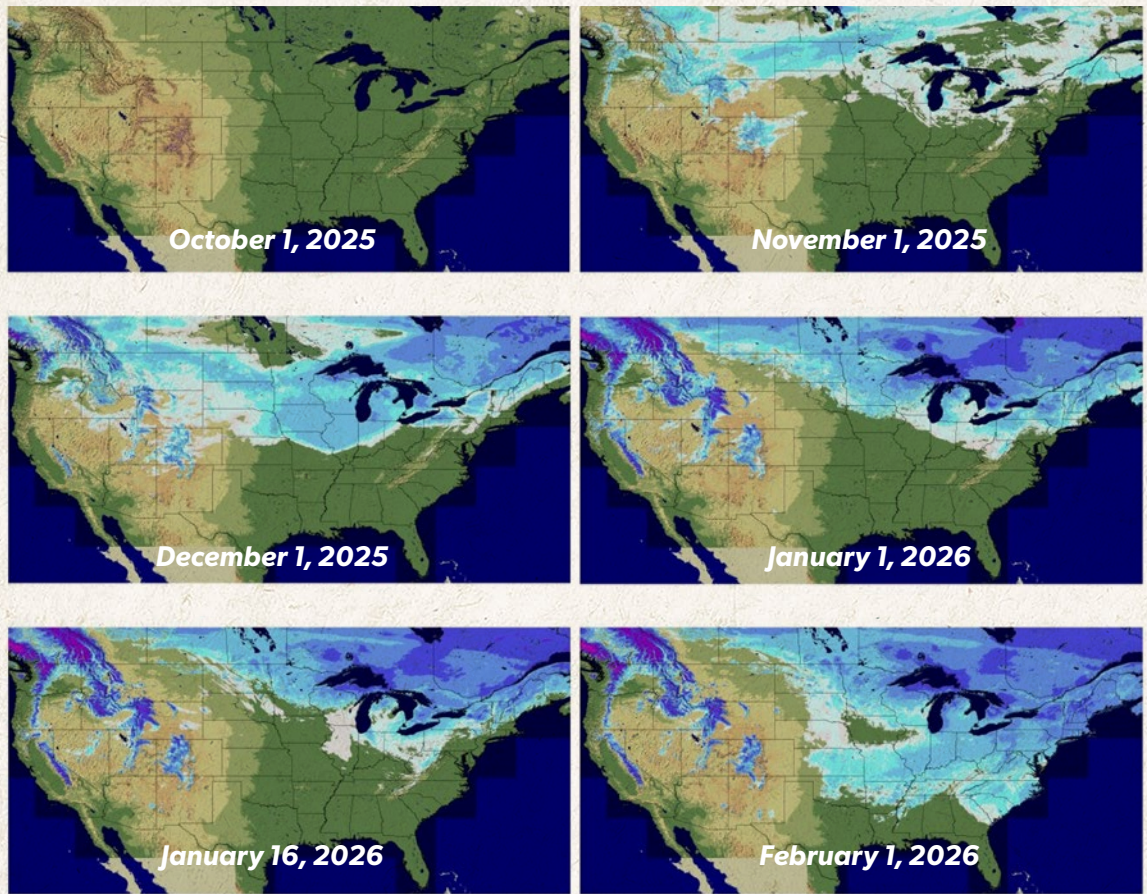 October 1, 2025
November 1, 2025
December 1, 2025
January 1, 2026
January 16, 2026
February 1, 2026